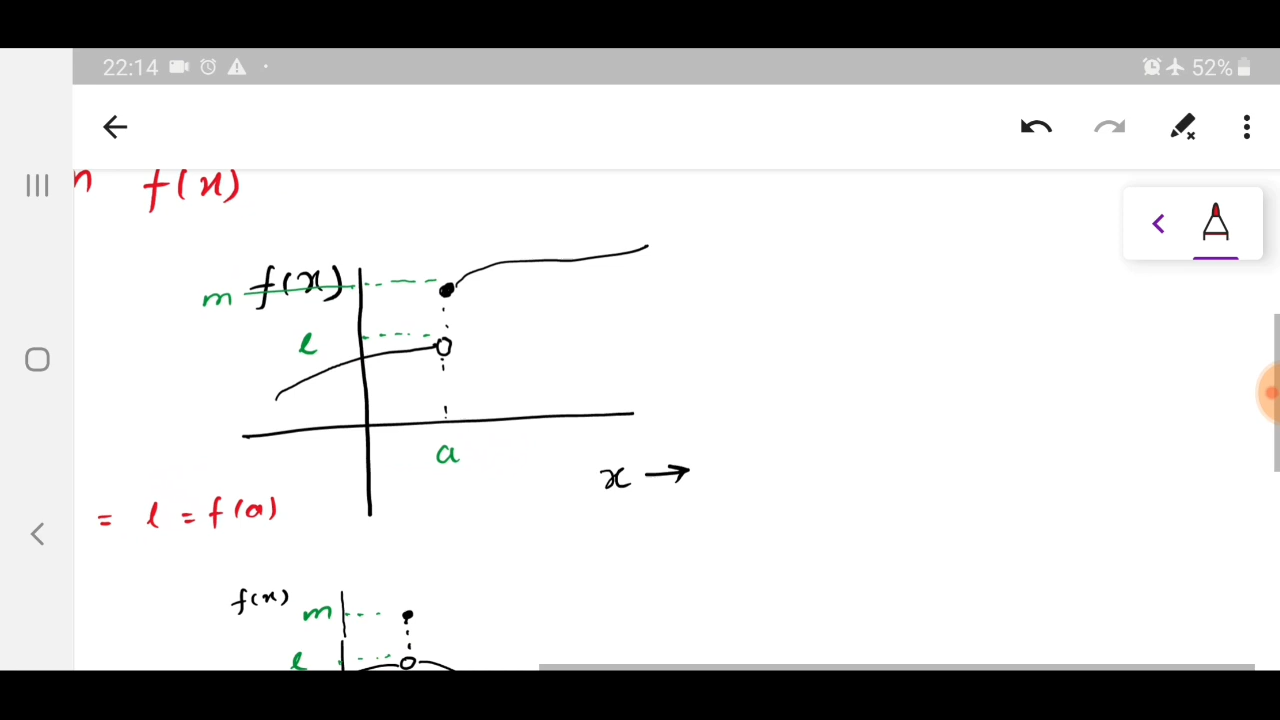 22:14 52%
n f(x)
m f(x)
l
a
x →
= l = f(a)
f(x) m
l